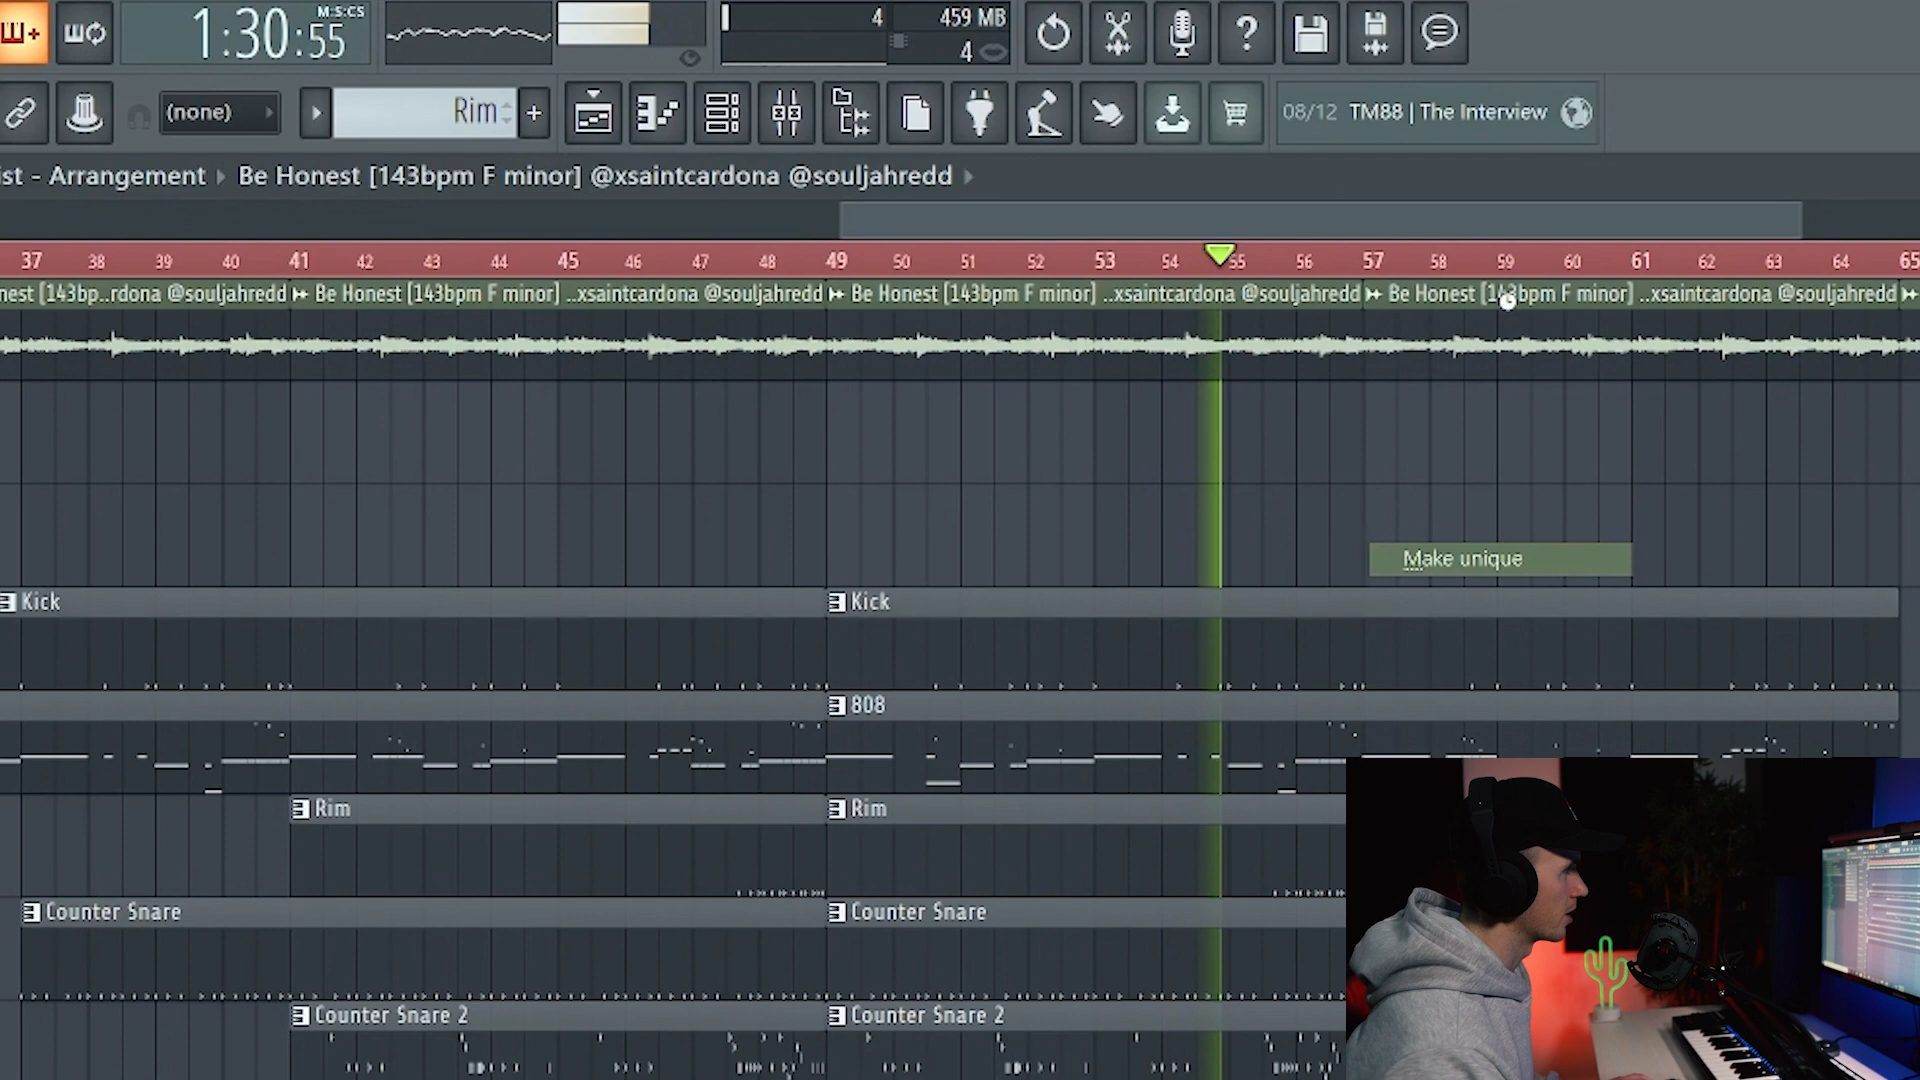 1:30:55 M:S:CS
4 459 MB
4
(none) Rim + 08/12 TM88 | The Interview
ist - Arrangement Be Honest [143bpm F minor] @xsaintcardona @souljahredd
37 38 39 40 41 42 43 44 45 46 47 48 49 50 51 52 53 54 55 56 57 58 59 60 61 62 63 64 65
nest [143bp..rdona @souljahredd Be Honest [143bpm F minor] ..xsaintcardona @souljahredd Be Honest [143bpm F minor] ..xsaintcardona @souljahredd Be Honest [143bpm F minor] ..xsaintcardona @souljahredd
Make unique
Kick Kick
808
Rim Rim
Counter Snare Counter Snare
Counter Snare 2 Counter Snare 2